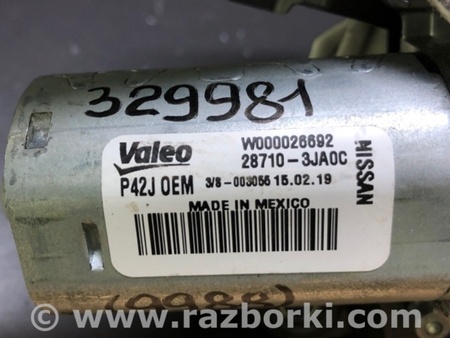 329981
Valeo
W000026692
28710-3JA0C
P42J OEM 3/8-003056 15.02.19
MADE IN MEXICO
NISSAN
(0988)
www.razborki.com